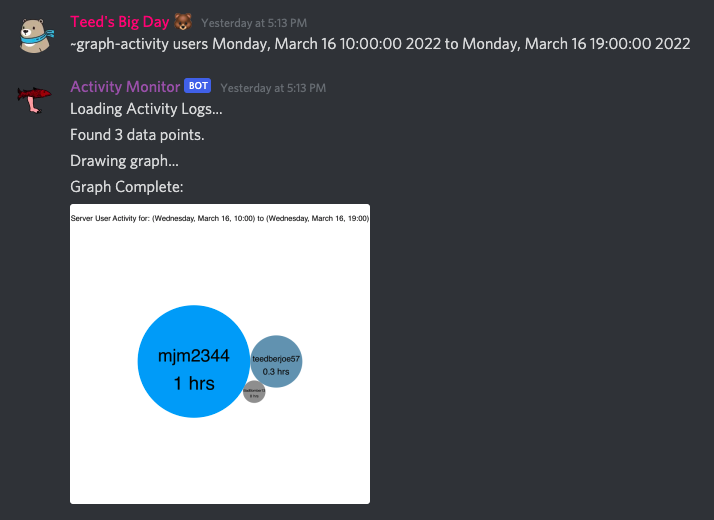 Teed's Big Day 🐻 Yesterday at 5:13 PM
~graph-activity users Monday, March 16 10:00:00 2022 to Monday, March 16 19:00:00 2022
Activity Monitor BOT Yesterday at 5:13 PM
Loading Activity Logs...
Found 3 data points.
Drawing graph...
Graph Complete:
Server User Activity for: (Wednesday, March 16, 10:00) to (Wednesday, March 16, 19:00)
mjm2344
1 hrs
teedberjoe57
0.3 hrs